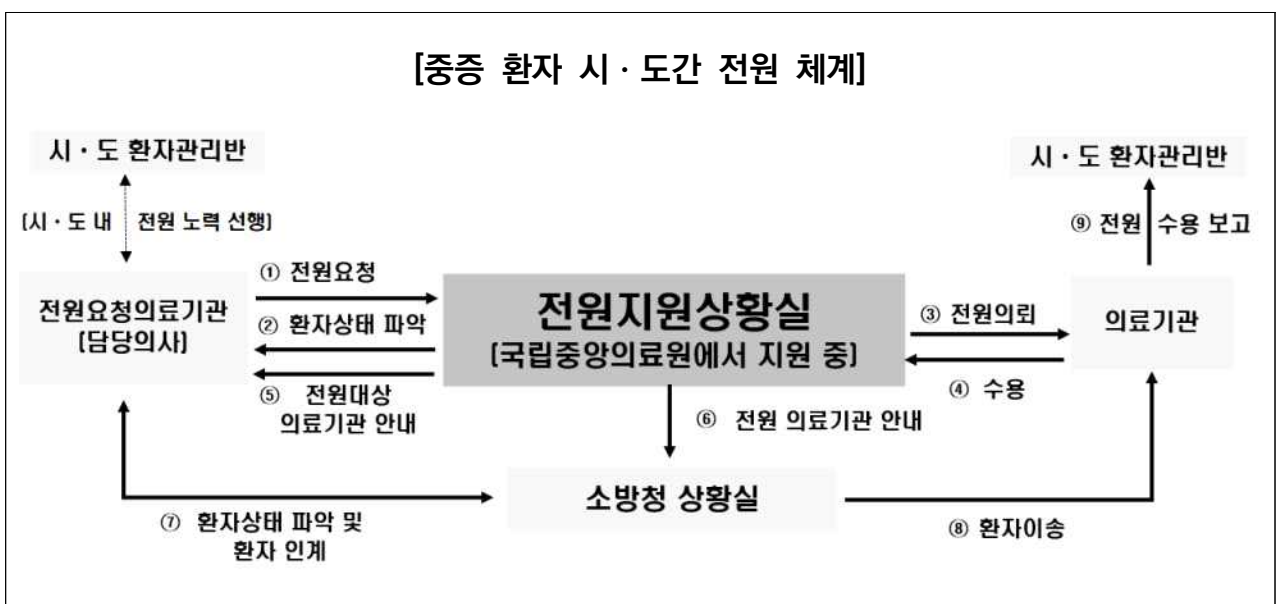 [중증 환자 시·도간 전원 체계]
시·도 환자관리반
시·도 환자관리반
(시·도 내 전원 노력 선행)
⑨ 전원 수용 보고
① 전원요청
전원요청의료기관
(담당의사)
② 환자상태 파악
전원지원상황실
(국립중앙의료원에서 지원 중)
③ 전원의뢰
의료기관
④ 수용
⑤ 전원대상
의료기관 안내
⑥ 전원 의료기관 안내
소방청 상황실
⑦ 환자상태 파악 및
환자 인계
⑧ 환자이송